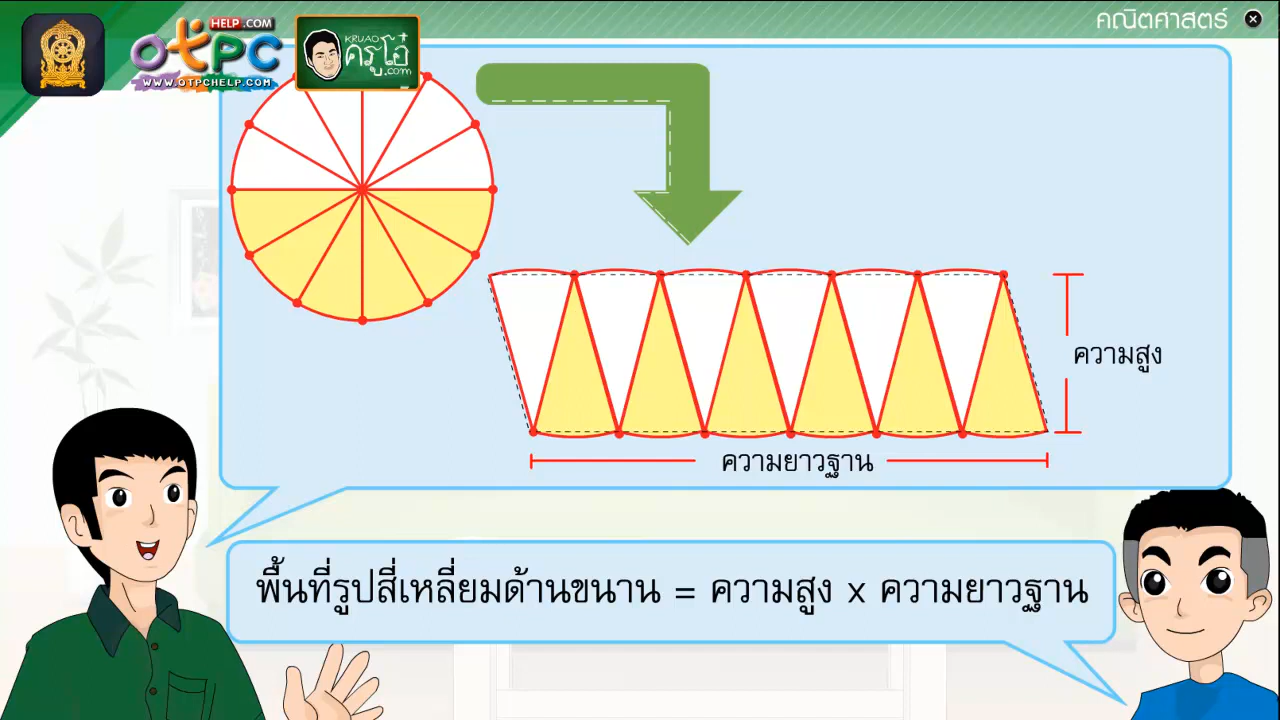 คณิตศาสตร์
HELP.COM
OTPC
WWW.OTPCHELP.COM
KRUAO
ครูโอ๋
.com
ความสูง
ความยาวฐาน
พื้นที่รูปสี่เหลี่ยมด้านขนาน = ความสูง x ความยาวฐาน